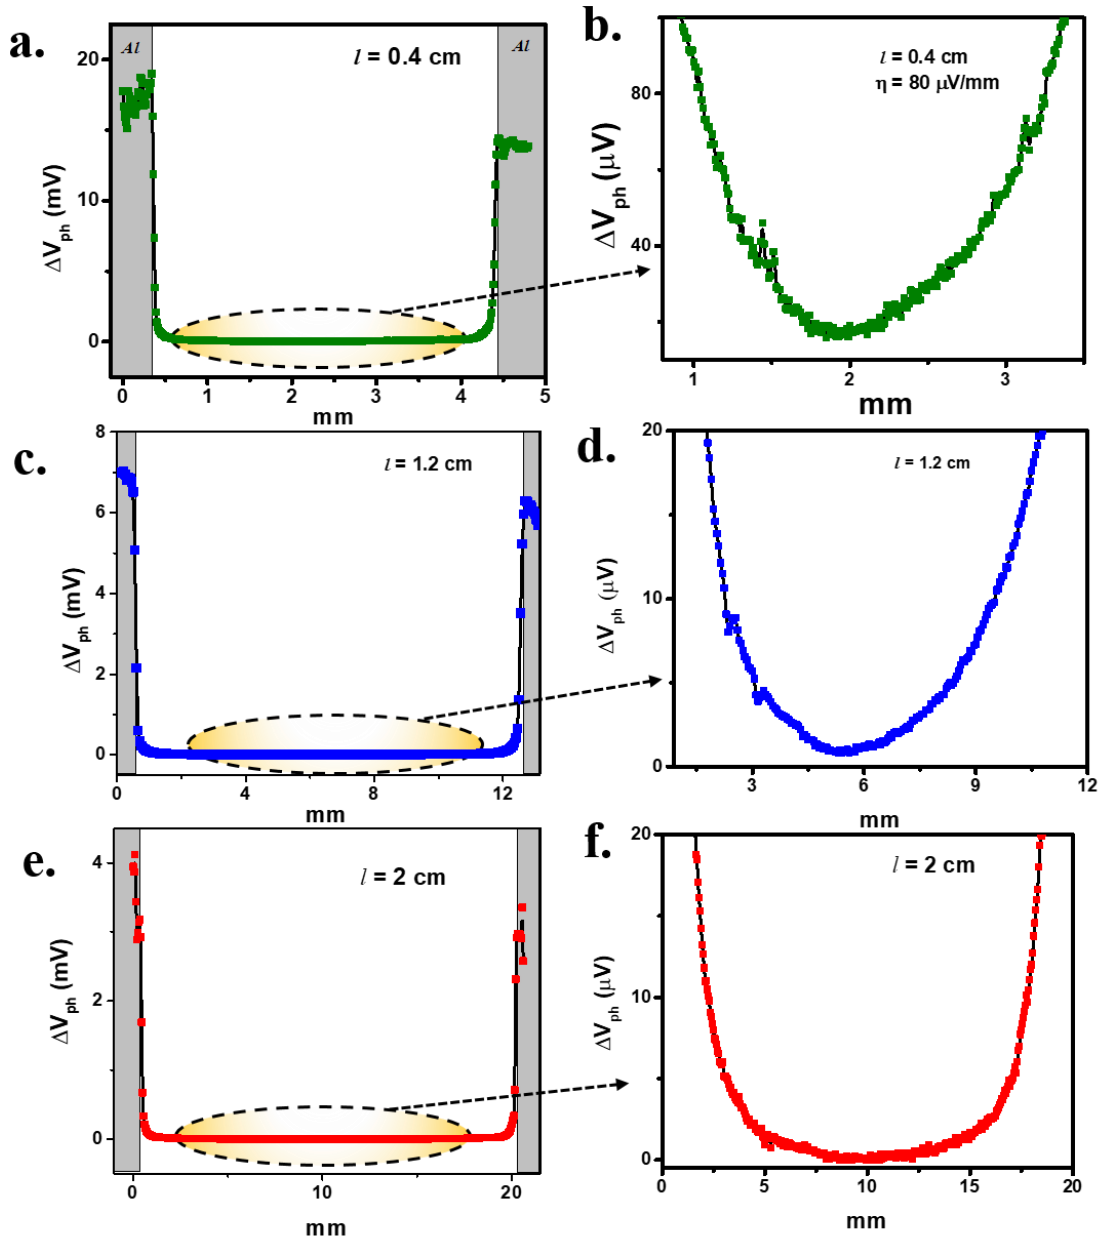 a.
Al
l = 0.4 cm
Al
20
10
0
ΔVph (mV)
0 1 2 3 4 5
mm
b.
l = 0.4 cm
η = 80 μV/mm
80
40
ΔVph (μV)
1 2 3
mm
c.
l = 1.2 cm
8
6
4
2
0
ΔVph (mV)
0 4 8 12
mm
d.
l = 1.2 cm
20
10
0
ΔVph (μV)
3 6 9 12
mm
e.
l = 2 cm
4
2
0
ΔVph (mV)
0 10 20
mm
f.
l = 2 cm
20
10
0
ΔVph (μV)
0 5 10 15 20
mm